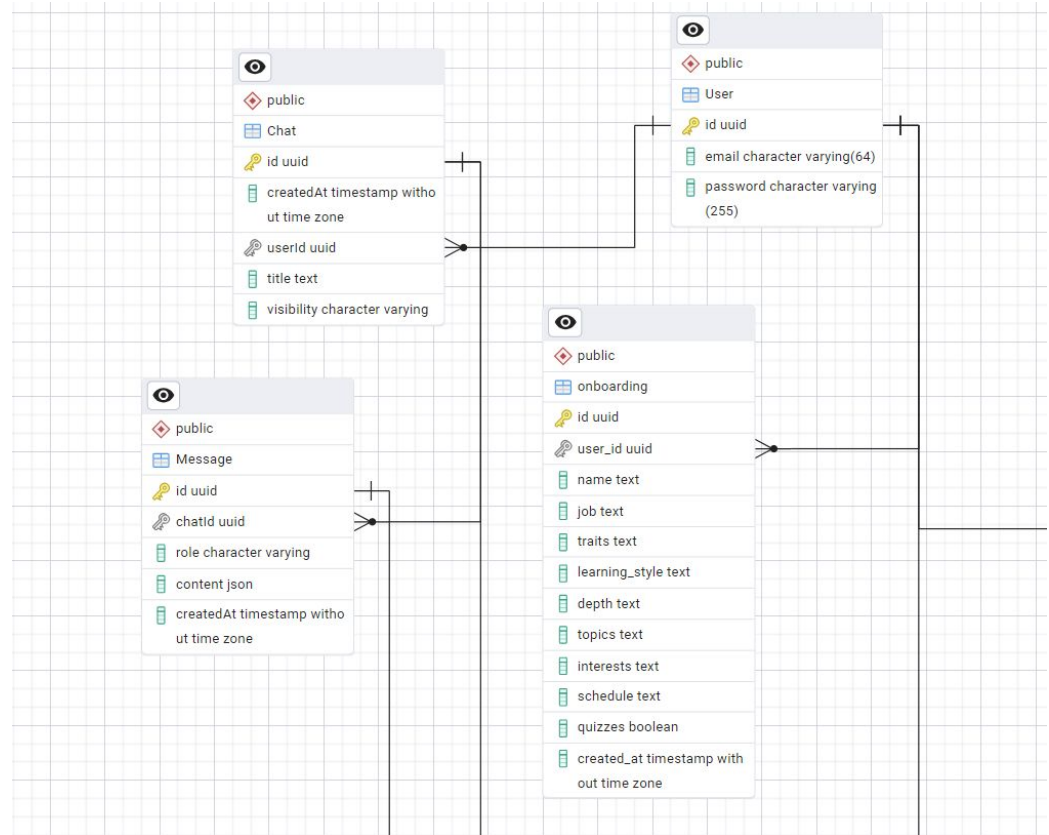 public
Chat
id uuid
createdAt timestamp witho
ut time zone
userId uuid
title text
visibility character varying
public
User
id uuid
email character varying(64)
password character varying
(255)
public
Message
id uuid
chatId uuid
role character varying
content json
createdAt timestamp witho
ut time zone
public
onboarding
id uuid
user_id uuid
name text
job text
traits text
learning_style text
depth text
topics text
interests text
schedule text
quizzes boolean
created_at timestamp with
out time zone